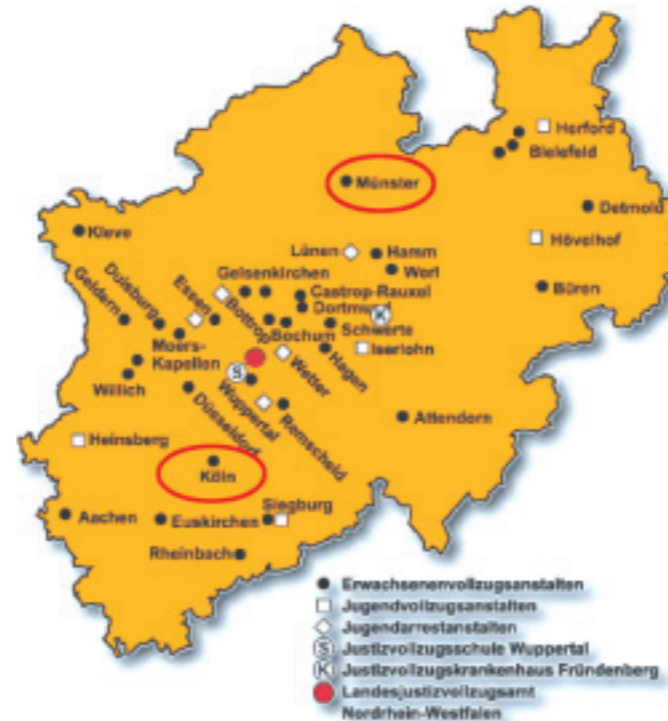 Herford
Bielefeld
Münster
Detmold
Kleve
Lünen
Hamm
Hövelhof
Werl
Gelsenkirchen
Geldern
Duisburg
Essen
Bottrop
Castrop-Rauxel
Dortmund
Büren
K
Bochum
Schwerte
Moers-
Kapellen
Iserlohn
Hagen
Wetter
S
Willich
Wuppertal
Düsseldorf
Remscheid
Attendorn
Heinsberg
Köln
Siegburg
Aachen
Euskirchen
Rheinbach
Erwachsenenvollzugsanstalten
Jugendvollzugsanstalten
Jugendarrestanstalten
S Justizvollzugsschule Wuppertal
K Justizvollzugskrankenhaus Fründenberg
Landesjustizvollzugsamt
Nordrhein-Westfalen